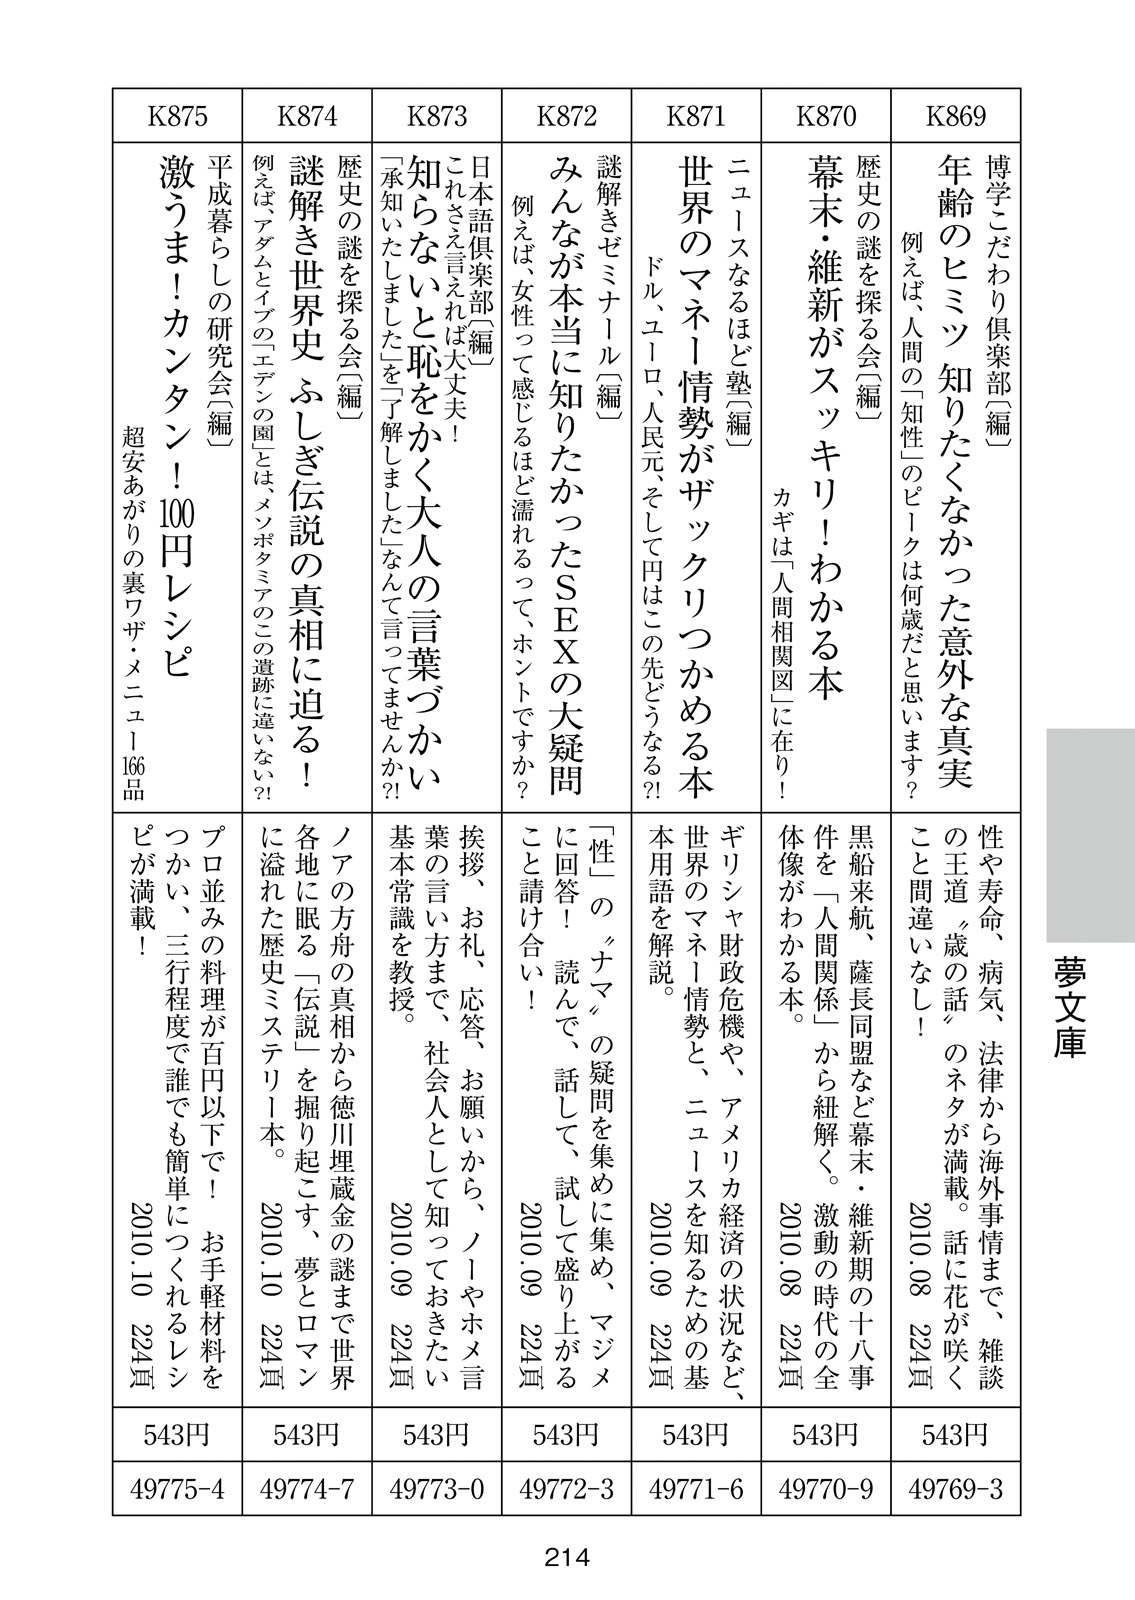 K869
博学こだわり倶楽部〔編〕
年齢のヒミツ 知りたくなかった意外な真実
例えば、人間の「知性」のピークは何歳だと思います?
性や寿命、病気、法律から海外事情まで、雑談
の王道〝歳の話〟のネタが満載。話に花が咲く
こと間違いなし! 2010.08 224頁
543円
49769-3
K870
歴史の謎を探る会〔編〕
幕末・維新がスッキリ!わかる本
カギは「人間相関図」に在り!
黒船来航、薩長同盟など幕末・維新期の十八事
件を「人間関係」から紐解く。激動の時代の全
体像がわかる本。 2010.08 224頁
543円
49770-9
K871
ニュースなるほど塾〔編〕
世界のマネー情勢がザックリつかめる本
ドル、ユーロ、人民元、そして円はこの先どうなる?!
ギリシャ財政危機や、アメリカ経済の状況など、
世界のマネー情勢と、ニュースを知るための基
本用語を解説。 2010.09 224頁
543円
49771-6
K872
謎解きゼミナール〔編〕
みんなが本当に知りたかったSEXの大疑問
例えば、女性って感じるほど濡れるって、ホントですか?
「性」の〝ナマ〟の疑問を集めに集め、マジメ
に回答! 読んで、話して、試して盛り上がる
こと請け合い! 2010.09 224頁
543円
49772-3
K873
日本語倶楽部〔編〕
これさえ言えれば大丈夫!
知らないと恥をかく大人の言葉づかい
「承知いたしました」を「了解しました」なんて言ってませんか?!
挨拶、お礼、応答、お願いから、ノーやホメ言
葉の言い方まで、社会人として知っておきたい
基本常識を教授。 2010.09 224頁
543円
49773-0
K874
歴史の謎を探る会〔編〕
謎解き世界史 ふしぎ伝説の真相に迫る!
例えば、アダムとイブの「エデンの園」とは、メソポタミアのこの遺跡に違いない?!
ノアの方舟の真相から徳川埋蔵金の謎まで世界
各地に眠る「伝説」を掘り起こす、夢とロマン
に溢れた歴史ミステリー本。 2010.10 224頁
543円
49774-7
K875
平成暮らしの研究会〔編〕
激うま!カンタン!100円レシピ
超安あがりの裏ワザ・メニュー166品
プロ並みの料理が百円以下で! お手軽材料を
つかい、三行程度で誰でも簡単につくれるレシ
ピが満載! 2010.10 224頁
543円
49775-4
夢文庫
214